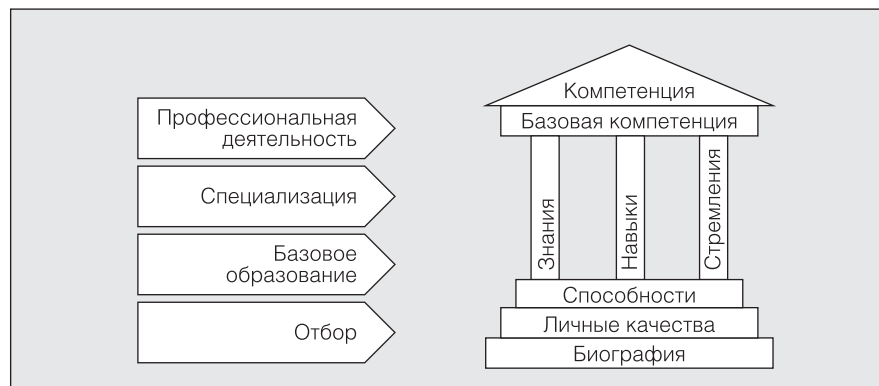 Профессиональная
деятельность
Специализация
Базовое
образование
Отбор
Компетенция
Базовая компетенция
Знания
Навыки
Стремления
Способности
Личные качества
Биография